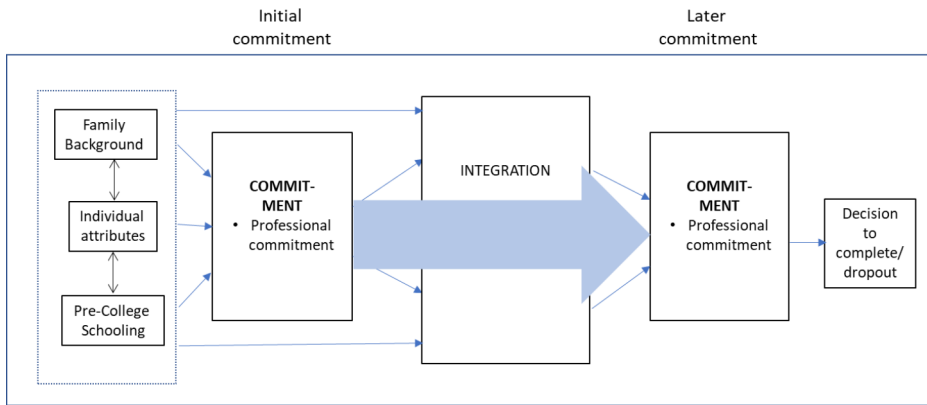 Initial
commitment
Later
commitment
Family
Background
Individual
attributes
Pre-College
Schooling
COMMIT-
MENT
• Professional
commitment
INTEGRATION
COMMIT-
MENT
• Professional
commitment
Decision
to
complete/
dropout